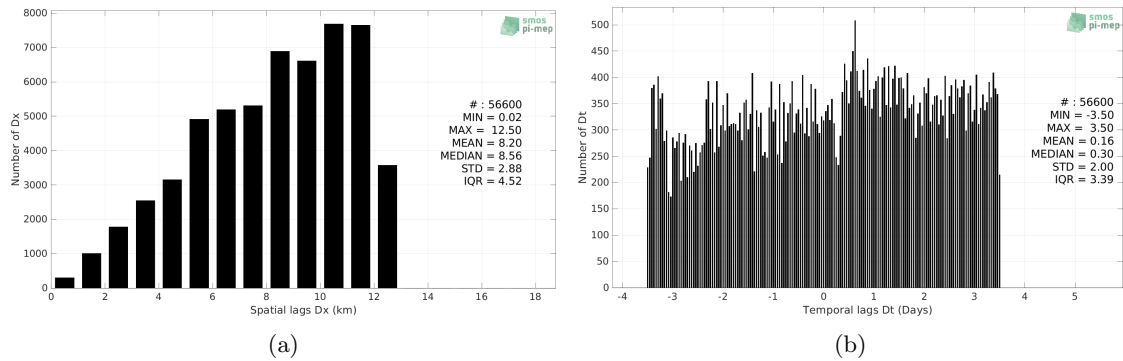 8000
7000
6000
5000
4000
3000
2000
1000
0
Number of Dx
0 2 4 6 8 10 12 14 16 18
Spatial lags Dx (km)
smos
pi-mep
# : 56600
MIN = 0.02
MAX = 12.50
MEAN = 8.20
MEDIAN = 8.56
STD = 2.88
IQR = 4.52
(a)
500
450
400
350
300
250
200
150
100
50
0
Number of Dt
-4 -3 -2 -1 0 1 2 3 4 5
Temporal lags Dt (Days)
smos
pi-mep
# : 56600
MIN = -3.50
MAX = 3.50
MEAN = 0.16
MEDIAN = 0.30
STD = 2.00
IQR = 3.39
(b)